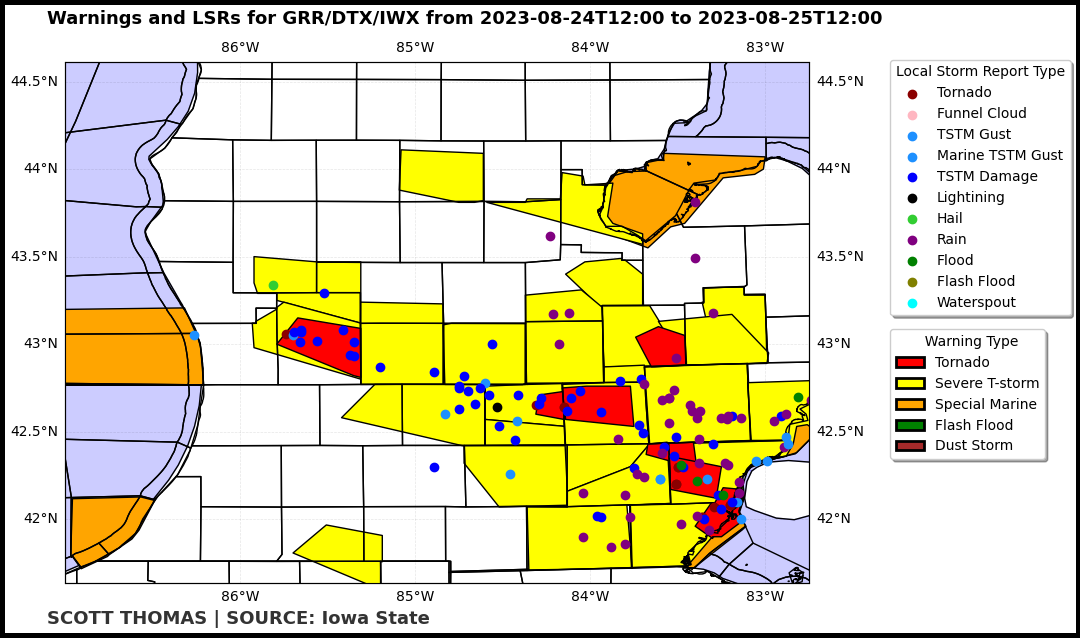 Warnings and LSRs for GRR/DTX/IWX from 2023-08-24T12:00 to 2023-08-25T12:00
86°W 85°W 84°W 83°W
44.5°N 44.5°N
44°N 44°N
43.5°N 43.5°N
43°N 43°N
42.5°N 42.5°N
42°N 42°N
86°W 85°W 84°W 83°W
Local Storm Report Type
Tornado
Funnel Cloud
TSTM Gust
Marine TSTM Gust
TSTM Damage
Lightining
Hail
Rain
Flood
Flash Flood
Waterspout
Warning Type
Tornado
Severe T-storm
Special Marine
Flash Flood
Dust Storm
SCOTT THOMAS | SOURCE: Iowa State